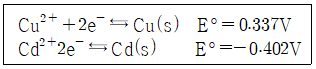 Cu²⁺ +2e⁻ ⇆ Cu(s) E°=0.337V
Cd²⁺2e⁻ ⇆ Cd(s) E°=-0.402V